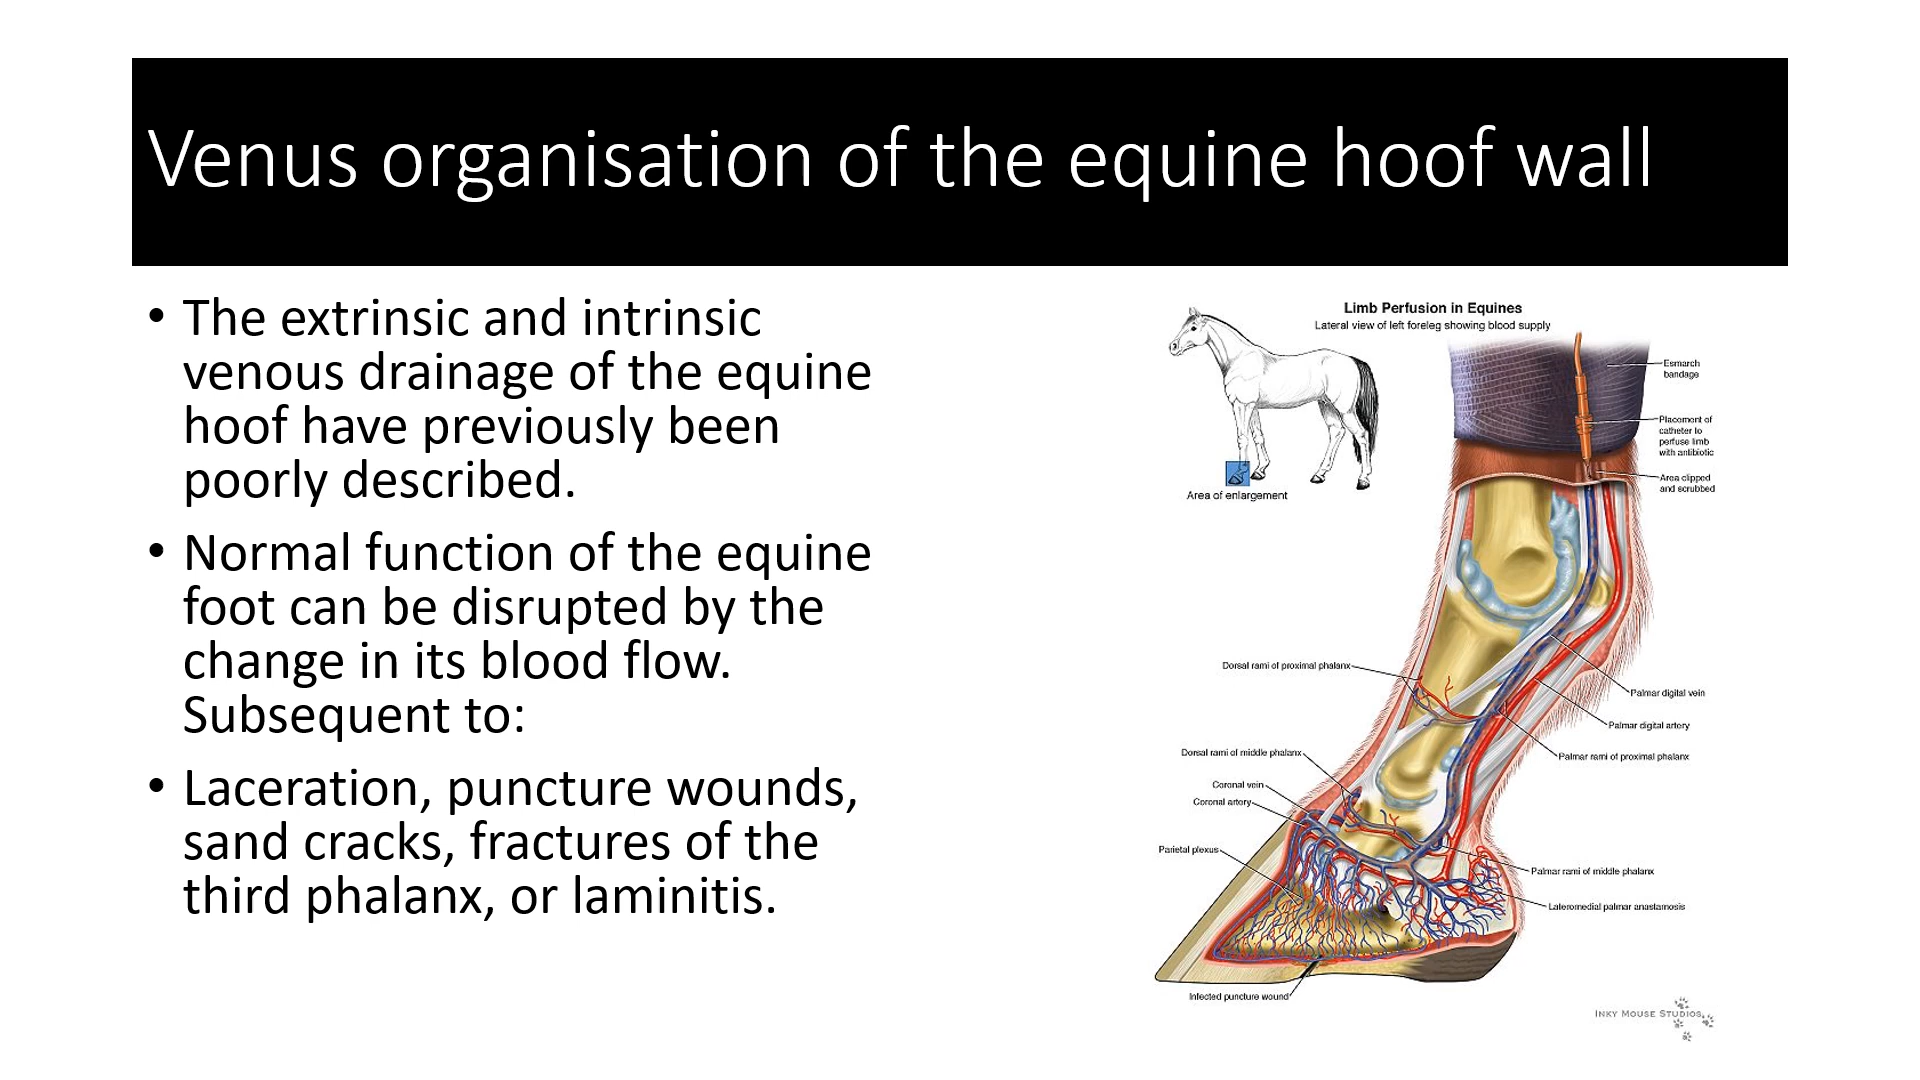 Venus organisation of the equine hoof wall
• The extrinsic and intrinsic
venous drainage of the equine
hoof have previously been
poorly described.
• Normal function of the equine
foot can be disrupted by the
change in its blood flow.
Subsequent to:
• Laceration, puncture wounds,
sand cracks, fractures of the
third phalanx, or laminitis.
Limb Perfusion in Equines
Lateral view of left foreleg showing blood supply
Area of enlargement
Esmarch
bandage
Placement of
catheter to
perfuse limb
with antibiotic
Area clipped
and scrubbed
Dorsal rami of proximal phalanx
Palmar digital vein
Palmar digital artery
Dorsal rami of middle phalanx
Palmar rami of proximal phalanx
Coronal vein
Coronal artery
Parietal plexus
Palmar rami of middle phalanx
Lateromedial palmar anastamosis
Infected puncture wound
INKY MOUSE STUDIOS